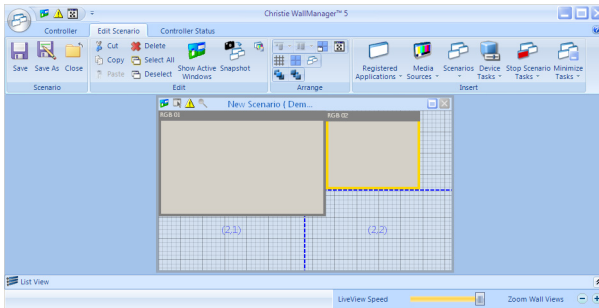 Christie WallManager™ 5
Controller Edit Scenario Controller Status
Save Save As Close
Cut Delete
Copy Select All
Paste Deselect
Show Active Windows
Snapshot
Registered Applications
Media Sources
Scenarios
Device Tasks
Stop Scenario Tasks
Minimize Tasks
Scenario Edit Arrange Insert
New Scenario ( Dem...
RGB 01 RGB 02
(2,1) (2,2)
List View
LiveView Speed Zoom Wall Views